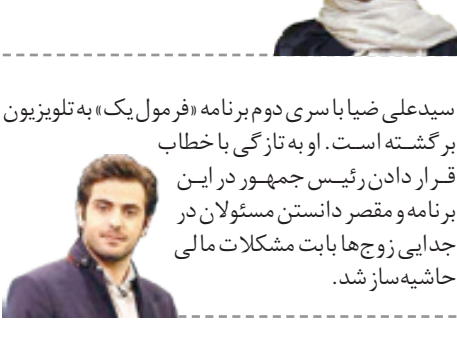 سیدعلی ضیا با سری دوم برنامه «فرمول یک» به تلویزیون
برگشته است. او به تازگی با خطاب
قرار دادن رئیس جمهور در این
برنامه و مقصر دانستن مسئولان در
جدایی زوج‌ها بابت مشکلات مالی
حاشیه‌ساز شد.